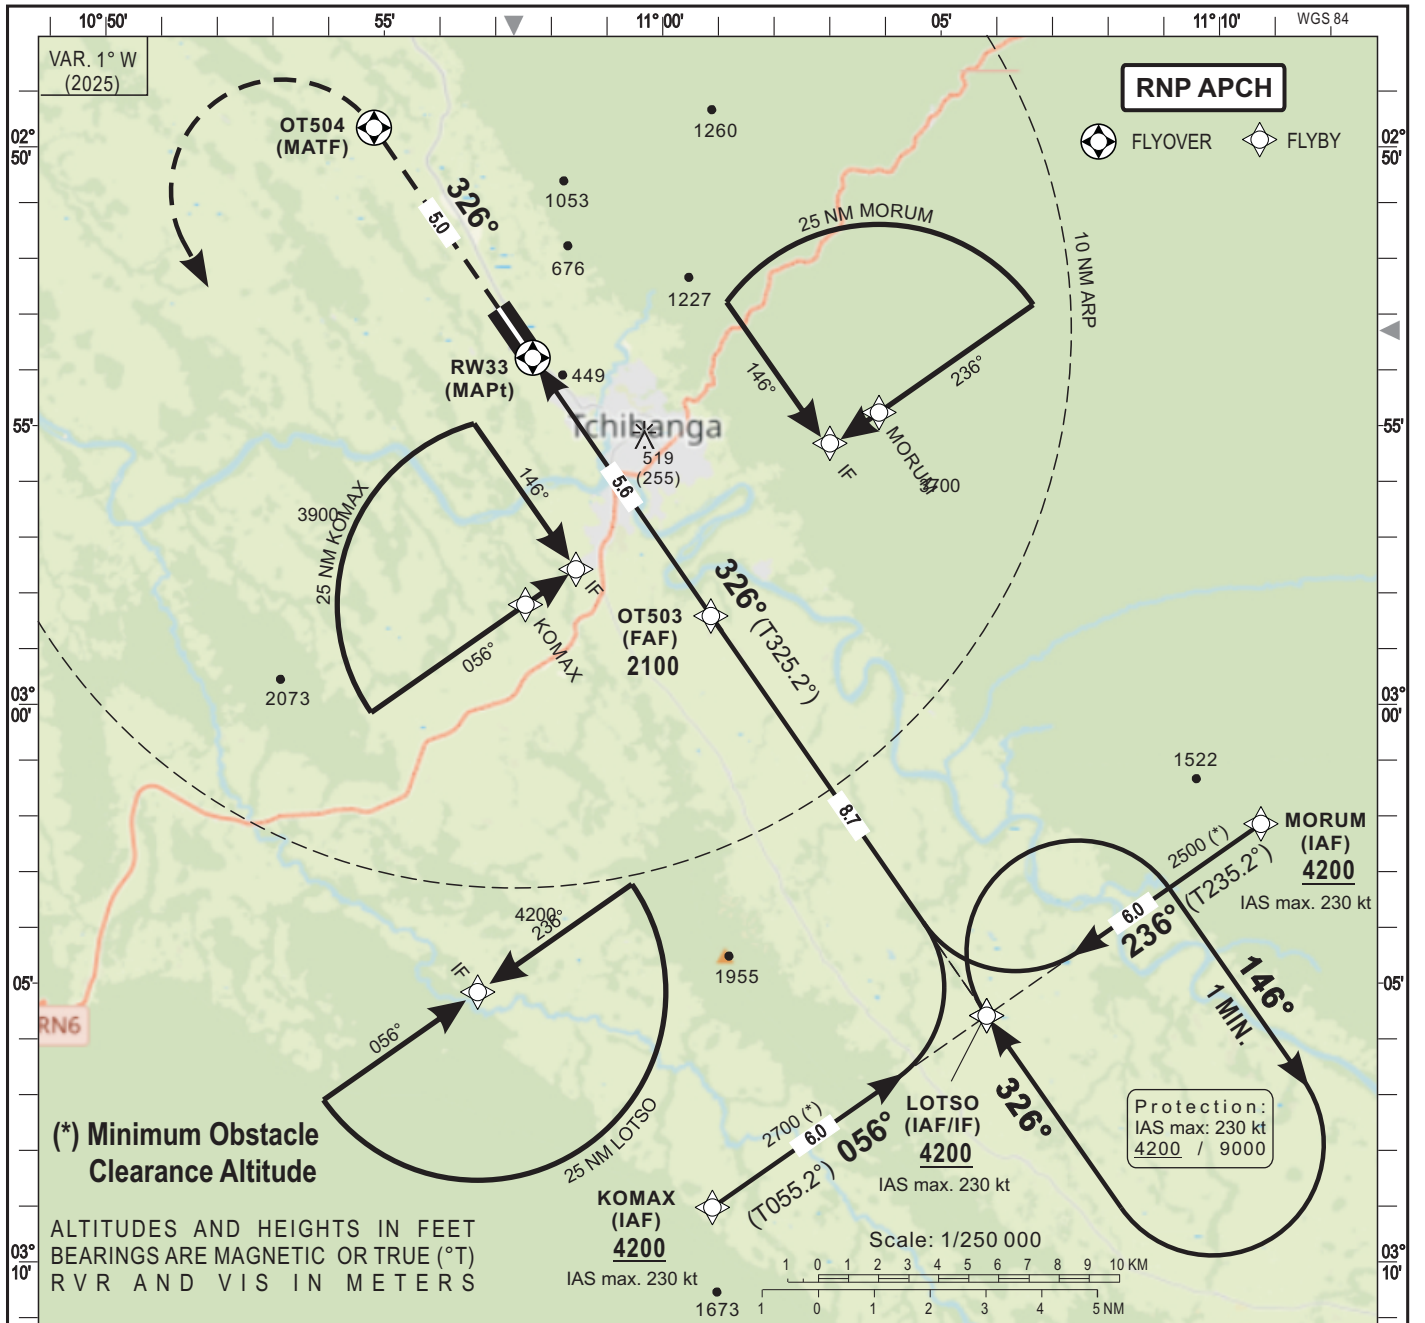 10°50'
55'
11°00'
05'
11°10'
WGS 84
VAR. 1° W
(2025)
RNP APCH
FLYOVER
FLYBY
02°
50'
02°
50'
OT504
(MATF)
1260
1053
326°
5.0
676
1227
25 NM MORUM
10 NM ARP
146°
236°
MORUM
IF
RW33
(MAPt)
449
Tchibanga
519
(255)
55'
55'
5.6
3900
25 NM KOMAX
146°
IF
KOMAX
056°
OT503
(FAF)
2100
326° (T325.2°)
2073
03°
00'
03°
00'
1522
8.7
MORUM
(IAF)
4200
IAS max. 230 kt
2500 (*)
6.0
236° (T235.2°)
4200
236°
IF
056°
25 NM LOTSO
1955
05'
05'
RN6
146°
1 MIN.
326°
LOTSO
(IAF/IF)
4200
IAS max. 230 kt
Protection:
IAS max: 230 kt
4200 / 9000
2700 (*)
6.0
(T055.2°) 056°
KOMAX
(IAF)
4200
IAS max. 230 kt
1673
(*) Minimum Obstacle
Clearance Altitude
ALTITUDES AND HEIGHTS IN FEET
BEARINGS ARE MAGNETIC OR TRUE (°T)
RVR AND VIS IN METERS
Scale: 1/250 000
1 0 1 2 3 4 5 6 7 8 9 10 KM
1 0 1 2 3 4 5 NM
03°
10'
03°
10'